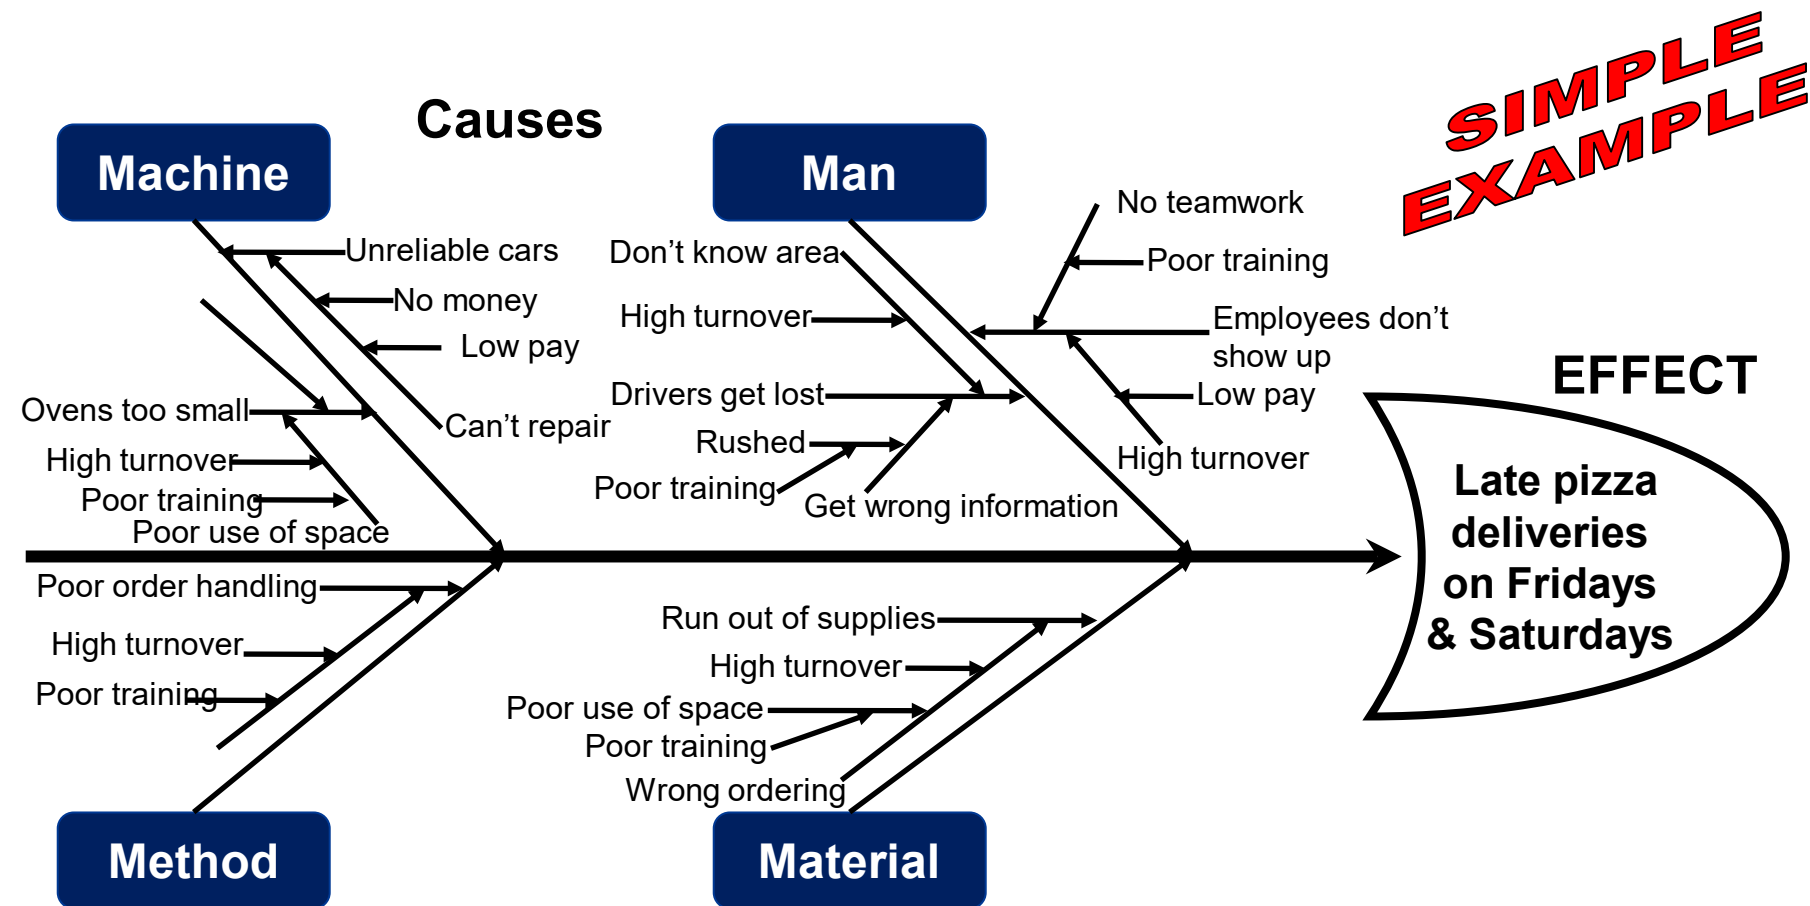 SIMPLE
EXAMPLE
Causes
Machine
Unreliable cars
No money
Low pay
Can’t repair
Ovens too small
High turnover
Poor training
Poor use of space
Man
Don’t know area
High turnover
Drivers get lost
Rushed
Poor training
Get wrong information
No teamwork
Poor training
Employees don’t
show up
Low pay
High turnover
EFFECT
Late pizza
deliveries
on Fridays
& Saturdays
Poor order handling
High turnover
Poor training
Method
Run out of supplies
High turnover
Poor use of space
Poor training
Wrong ordering
Material